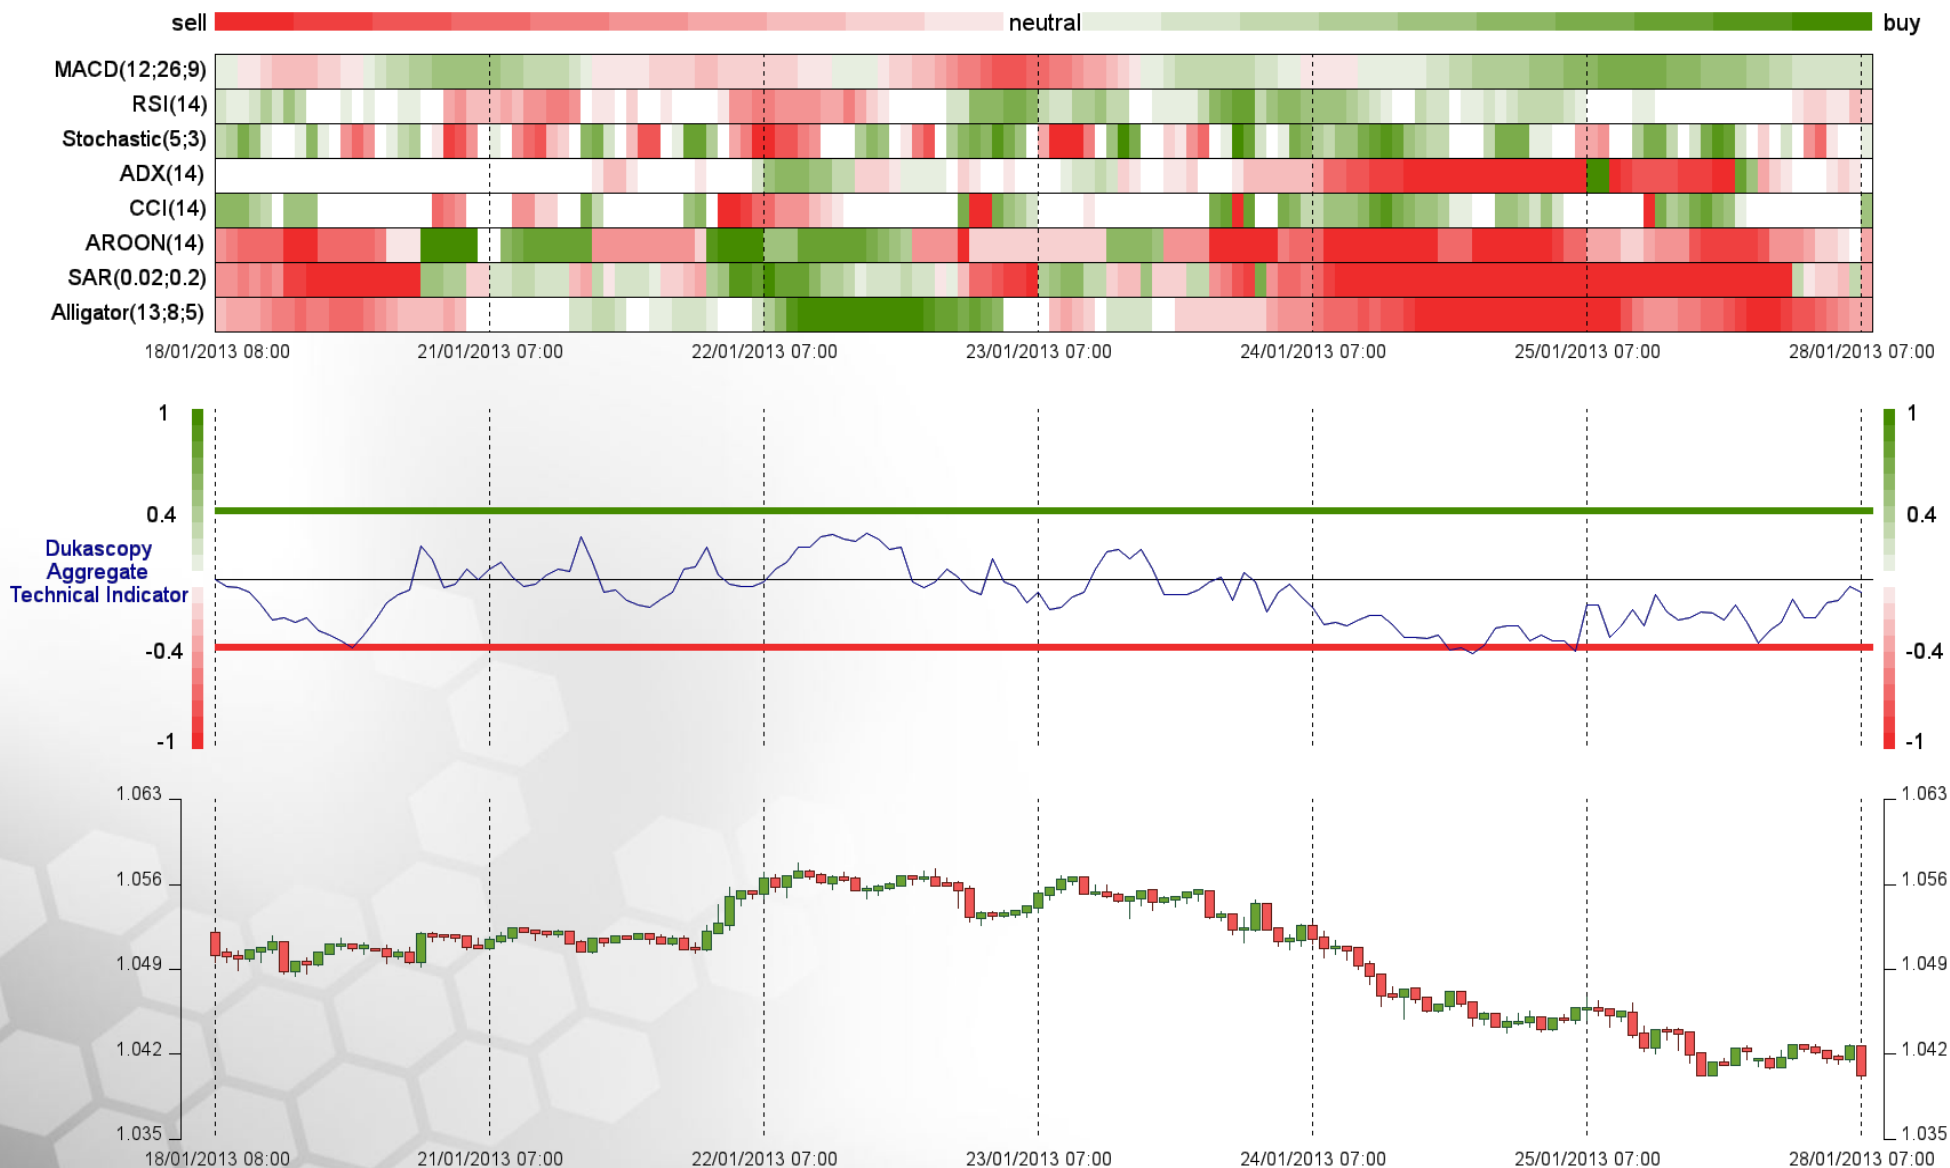 sell neutral buy
MACD(12;26;9)
RSI(14)
Stochastic(5;3)
ADX(14)
CCI(14)
AROON(14)
SAR(0.02;0.2)
Alligator(13;8;5)
18/01/2013 08:00 21/01/2013 07:00 22/01/2013 07:00 23/01/2013 07:00 24/01/2013 07:00 25/01/2013 07:00 28/01/2013 07:00
1 1
0.4 0.4
Dukascopy
Aggregate
Technical Indicator
-0.4 -0.4
-1 -1
1.063 1.063
1.056 1.056
1.049 1.049
1.042 1.042
1.035 1.035
18/01/2013 08:00 21/01/2013 07:00 22/01/2013 07:00 23/01/2013 07:00 24/01/2013 07:00 25/01/2013 07:00 28/01/2013 07:00